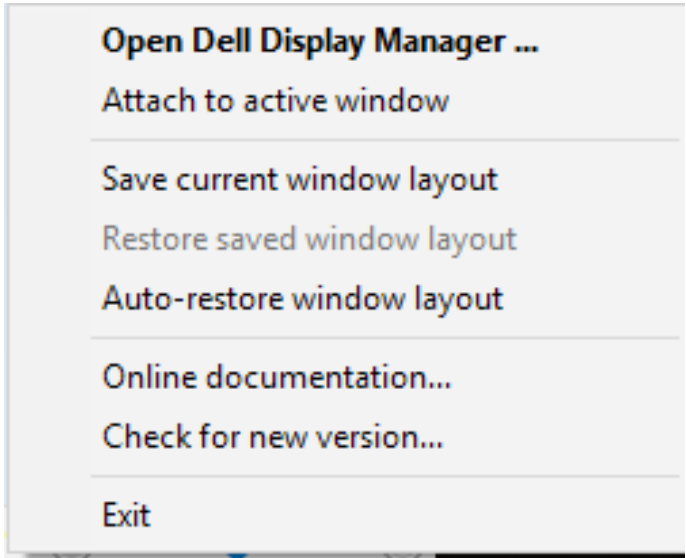 Open Dell Display Manager ...
Attach to active window
Save current window layout
Restore saved window layout
Auto-restore window layout
Online documentation...
Check for new version...
Exit